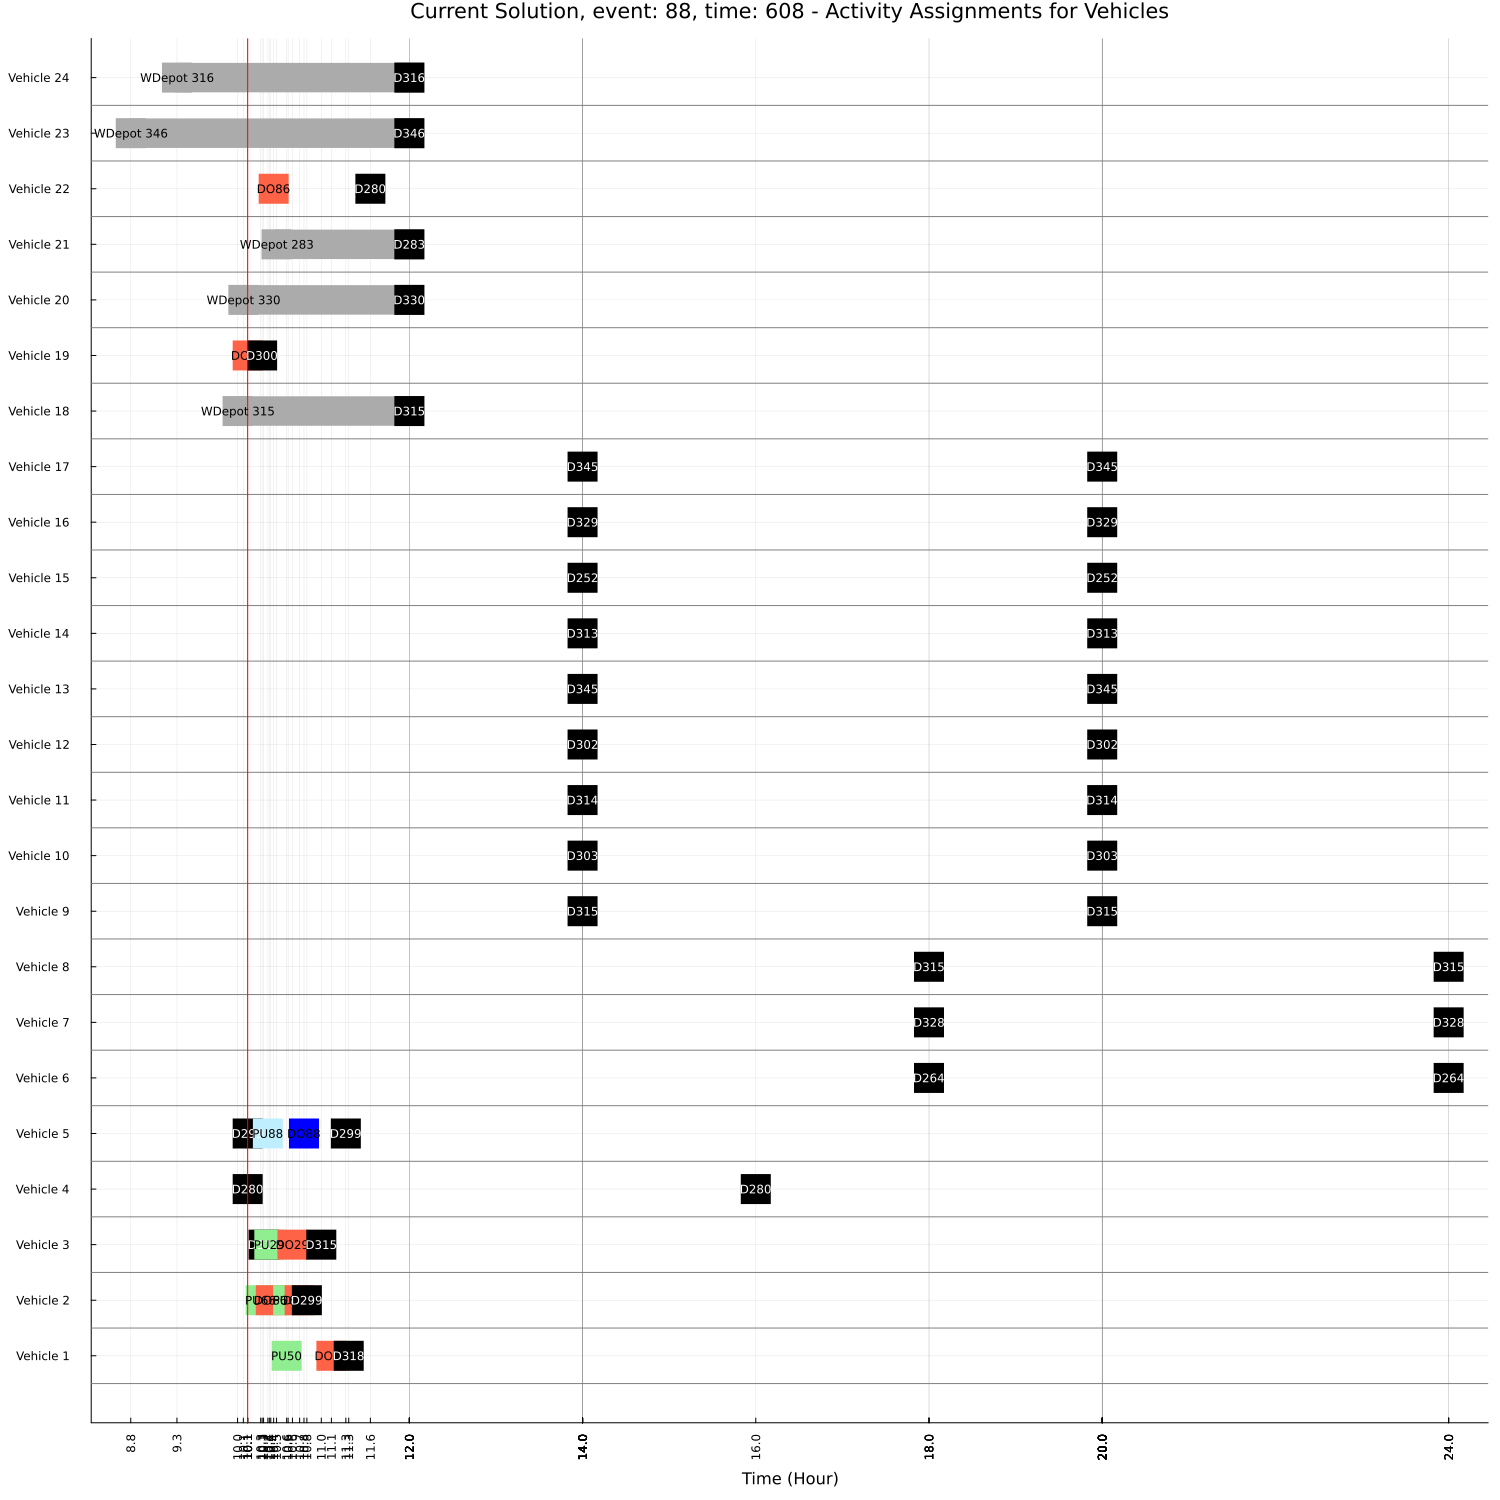 Current Solution, event: 88, time: 608 - Activity Assignments for Vehicles
Vehicle 24 WDepot 316 D316
Vehicle 23 WDepot 346 D346
Vehicle 22 DO86 D280
Vehicle 21 WDepot 283 D283
Vehicle 20 WDepot 330 D330
Vehicle 19 D300
Vehicle 18 WDepot 315 D315
Vehicle 17 D345 D345
Vehicle 16 D329 D329
Vehicle 15 D252 D252
Vehicle 14 D313 D313
Vehicle 13 D345 D345
Vehicle 12 D302 D302
Vehicle 11 D314 D314
Vehicle 10 D303 D303
Vehicle 9 D315 D315
Vehicle 8 D315 D315
Vehicle 7 D328 D328
Vehicle 6 D264 D264
Vehicle 5 PU88 DO88 D299
Vehicle 4 D280 D280
Vehicle 3 D315
Vehicle 2 D299
Vehicle 1 PU50 D318
8.8 9.3 11.0 11.1 11.6 12.0 14.0 16.0 18.0 20.0 24.0
Time (Hour)